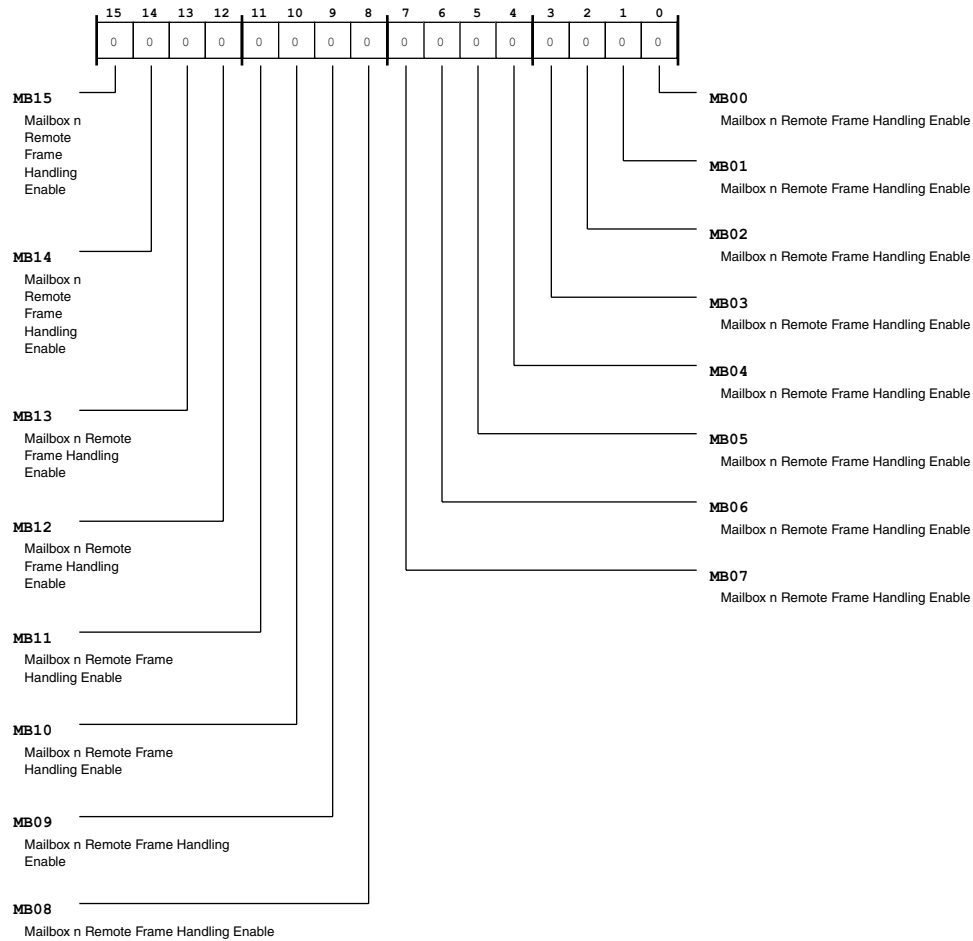 15 14 13 12 11 10 9 8 7 6 5 4 3 2 1 0
0 0 0 0 0 0 0 0 0 0 0 0 0 0 0 0
MB15
Mailbox n
Remote
Frame
Handling
Enable
MB14
Mailbox n
Remote
Frame
Handling
Enable
MB13
Mailbox n Remote
Frame Handling
Enable
MB12
Mailbox n Remote
Frame Handling
Enable
MB11
Mailbox n Remote Frame
Handling Enable
MB10
Mailbox n Remote Frame
Handling Enable
MB09
Mailbox n Remote Frame Handling
Enable
MB08
Mailbox n Remote Frame Handling Enable
MB00
Mailbox n Remote Frame Handling Enable
MB01
Mailbox n Remote Frame Handling Enable
MB02
Mailbox n Remote Frame Handling Enable
MB03
Mailbox n Remote Frame Handling Enable
MB04
Mailbox n Remote Frame Handling Enable
MB05
Mailbox n Remote Frame Handling Enable
MB06
Mailbox n Remote Frame Handling Enable
MB07
Mailbox n Remote Frame Handling Enable